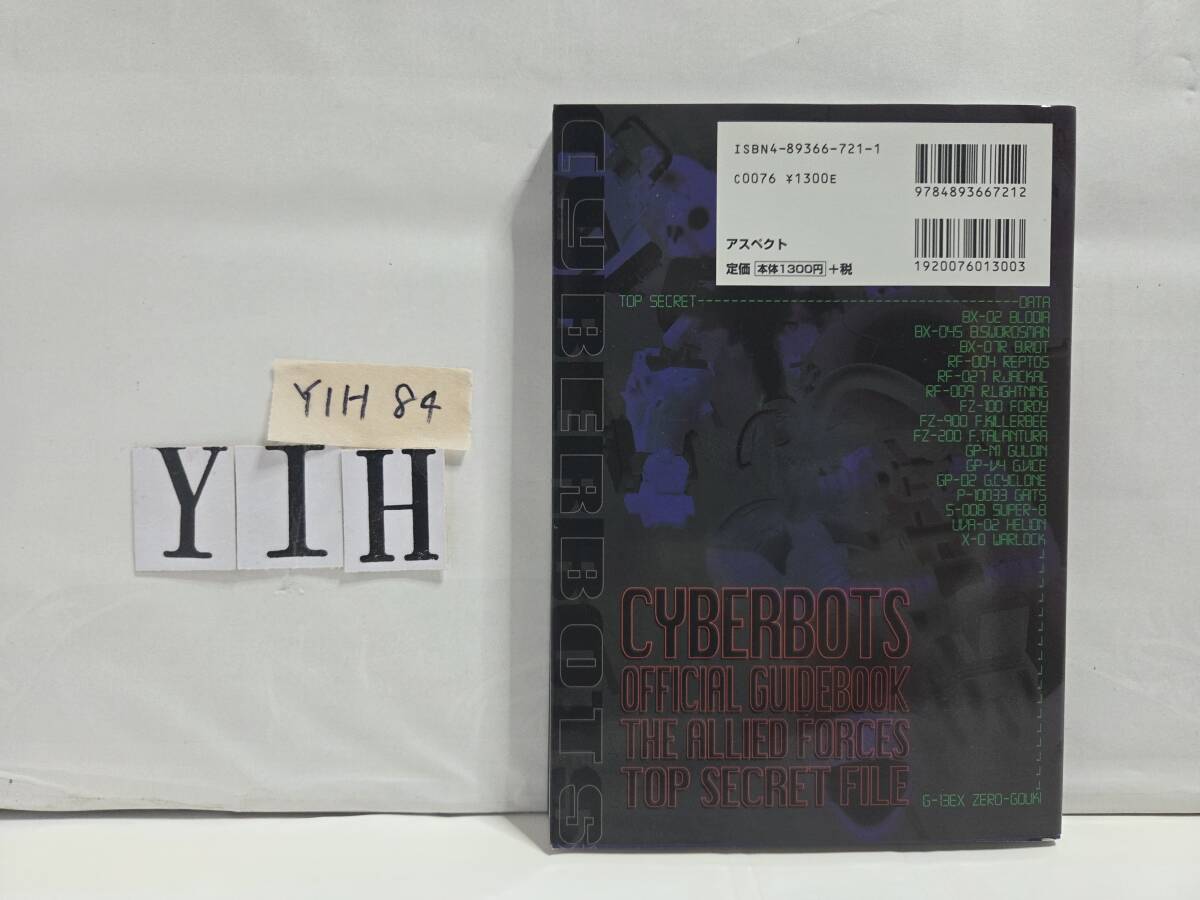 YIH 84
Y I H
CYBERBOTS
ISBN4-89366-721-1
C0076 ¥1300E
9784893667212
アスペクト
定価 本体1300円 +税
1920076013003
TOP SECRET--------------------------------------DATA
BX-02 BLODIA
BX-04S B.SWORDSMAN
BX-07R B.RIOT
RF-004 REPTOS
RF-027 R.JACKAL
RF-009 R.LIGHTNING
FZ-100 FORDY
FZ-900 F.KILLERBEE
FZ-200 F.TALANTURA
GP-N1 GULDIN
GP-V4 G.VICE
GP-02 G.CYCLONE
P-10033 GAITS
S-008 SUPER-8
UVA-02 HELION
X-0 WARLOCK
CYBERBOTS
OFFICIAL GUIDEBOOK
THE ALLIED FORCES
TOP SECRET FILE
G-13EX ZERO-GOUKI